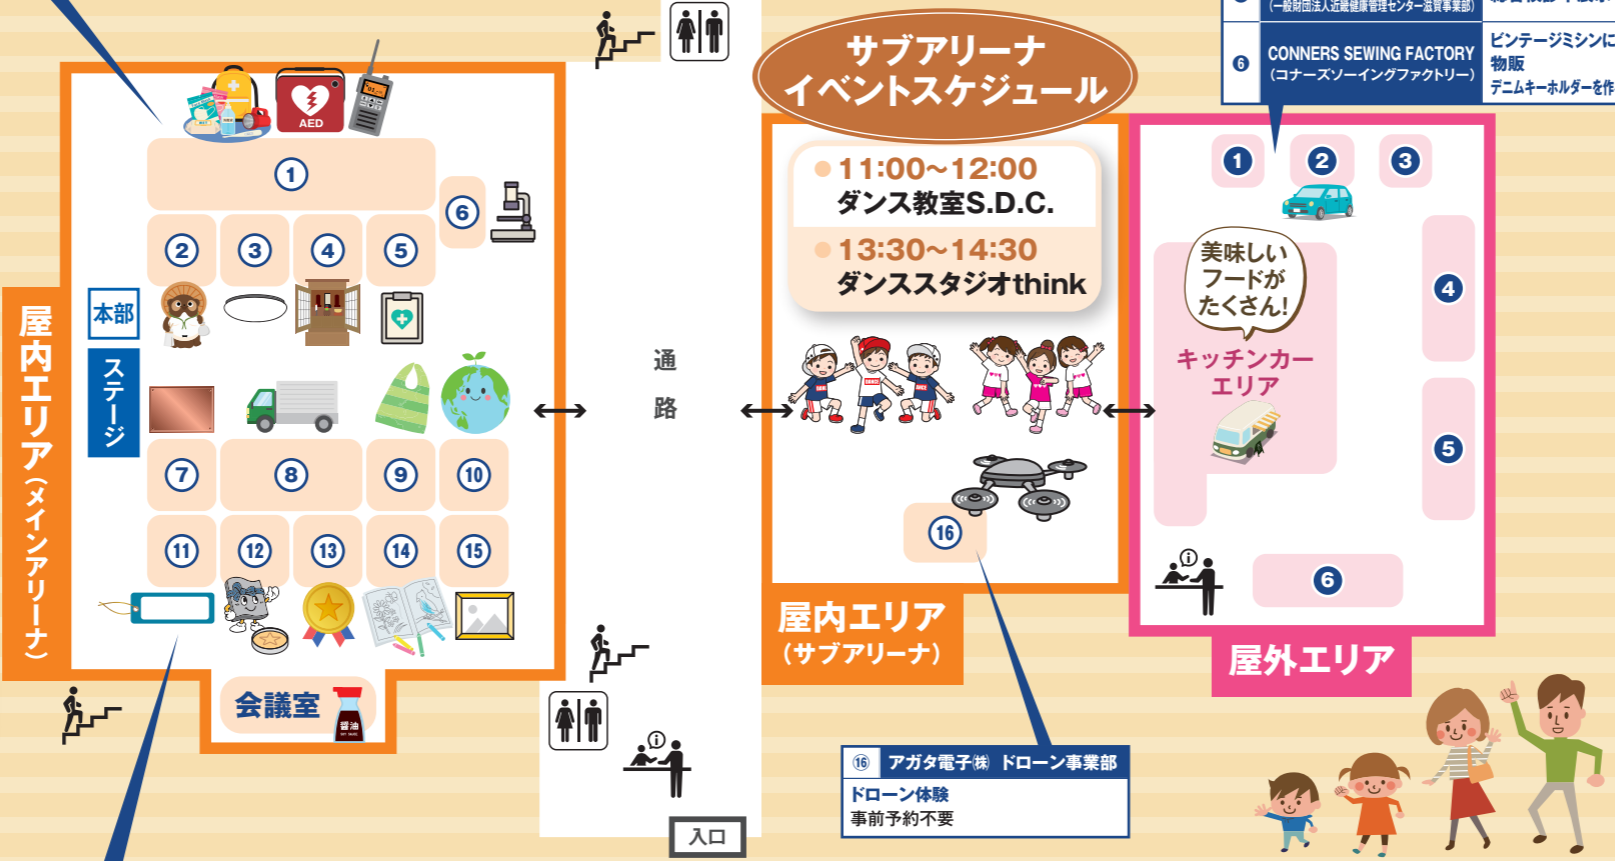 (一般財団法人近畿健康管理センター滋賀事業部)
⑥
CONNERS SEWING FACTORY
(コナーズソーイングファクトリー)
ビンテージミシンに
物販
デニムキーホルダーを作
サブアリーナ
イベントスケジュール
11:00〜12:00
ダンス教室S.D.C.
13:30〜14:30
ダンススタジオthink
AED
①
②
③
④
⑤
⑥
本部
ステージ
⑦
⑧
⑨
⑩
⑪
⑫
⑬
⑭
⑮
会議室
醤油
屋内エリア(メインアリーナ)
通路
入口
⑯
屋内エリア
(サブアリーナ)
⑯ アガタ電子㈱ ドローン事業部
ドローン体験
事前予約不要
①
②
③
④
⑤
⑥
美味しい
フードが
たくさん!
キッチンカー
エリア
屋外エリア